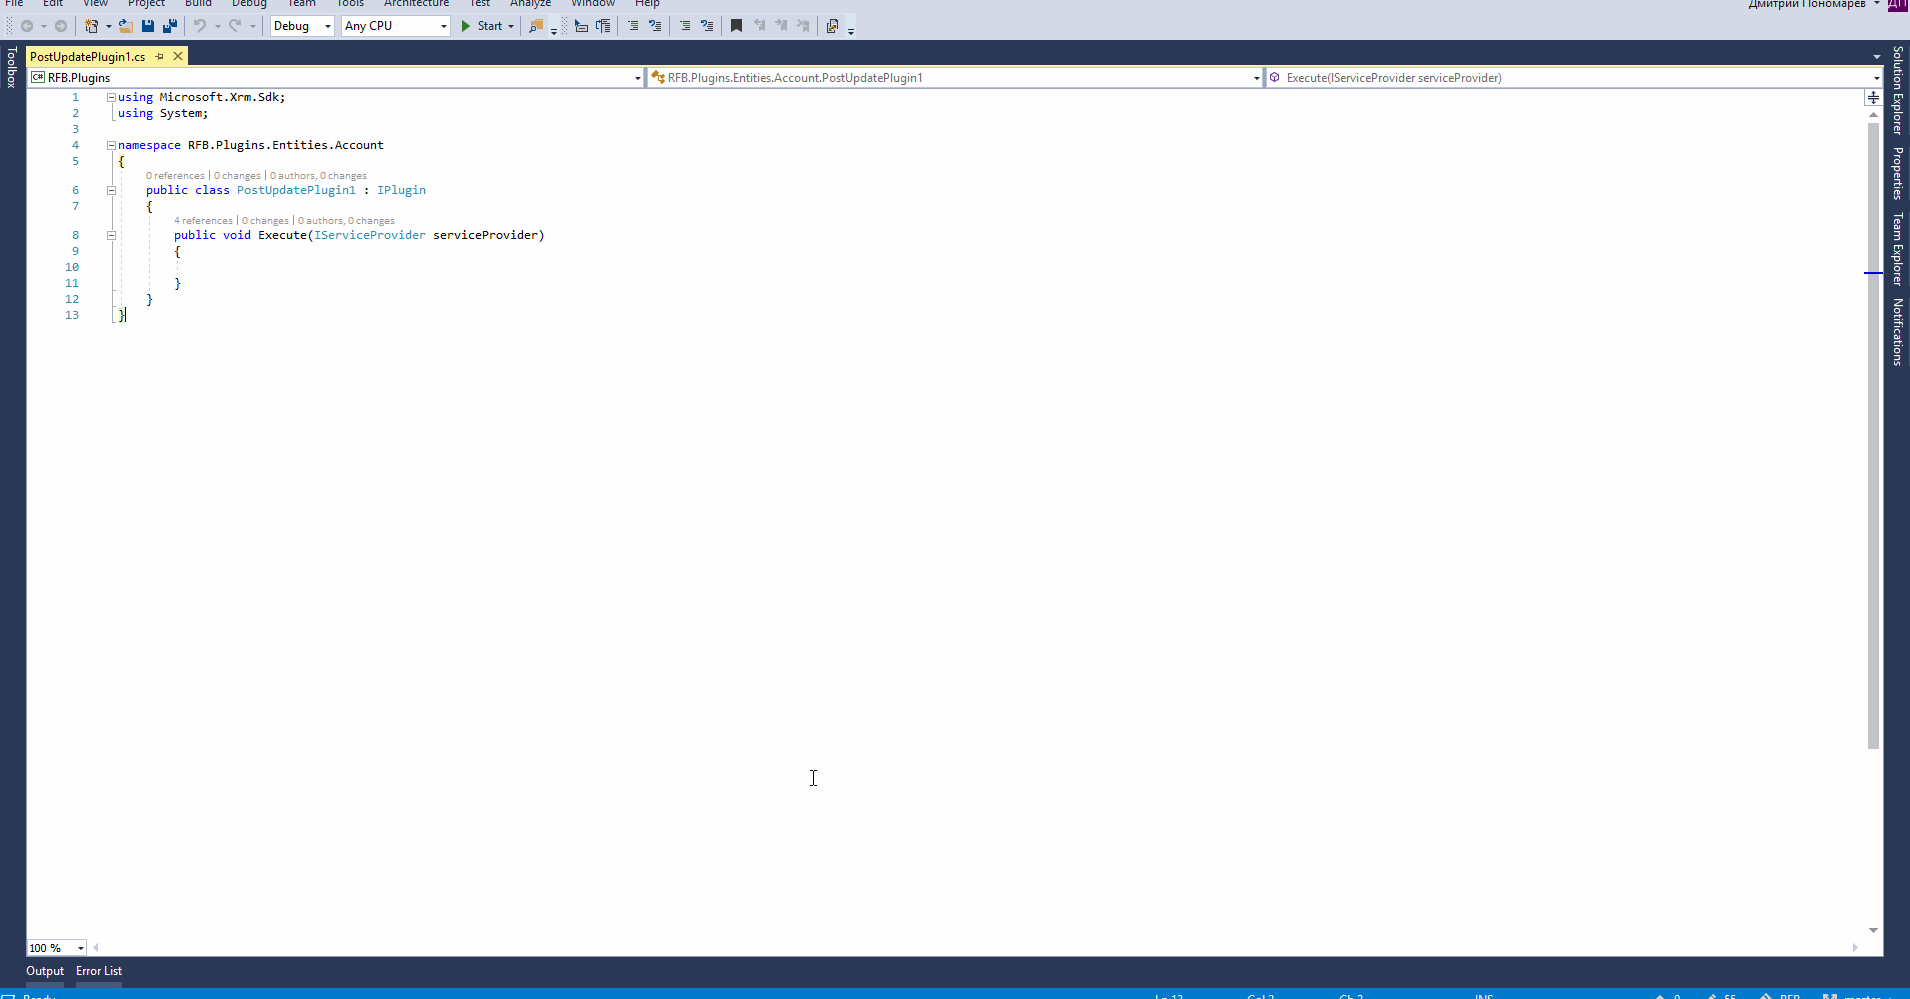 File Edit View Project Build Debug Team Tools Architecture Test Analyze Window Help
Дмитрий Пономарев ДП
Debug Any CPU Start
Toolbox
PostUpdatePlugin1.cs
RFB.Plugins RFB.Plugins.Entities.Account.PostUpdatePlugin1 Execute(IServiceProvider serviceProvider)
1 using Microsoft.Xrm.Sdk;
2 using System;
3
4 namespace RFB.Plugins.Entities.Account
5 {
0 references | 0 changes | 0 authors, 0 changes
6 public class PostUpdatePlugin1 : IPlugin
7 {
4 references | 0 changes | 0 authors, 0 changes
8 public void Execute(IServiceProvider serviceProvider)
9 {
10
11 }
12 }
13 }
Solution Explorer
Properties
Team Explorer
Notifications
100 %
Output Error List
Ready Ln 13 Col 2 Ch 2 INS 0 55 RFB master